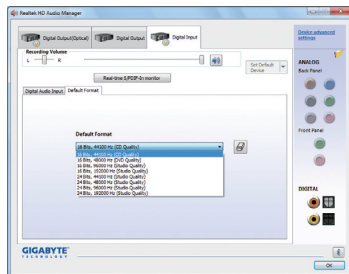 Realtek HD Audio Manager
Digital Output(Optical)
Digital Output
Digital Input
Device advanced
settings
Recording Volume
L
R
Set Default
Device
Real-time S/PDIF-In monitor
Digital Audio Input
Default Format
ANALOG
Back Panel
Default Format
16 Bits, 44100 Hz (CD Quality)
16 Bits, 44100 Hz (CD Quality)
16 Bits, 48000 Hz (DVD Quality)
16 Bits, 96000 Hz (Studio Quality)
16 Bits, 192000 Hz (Studio Quality)
24 Bits, 44100 Hz (Studio Quality)
24 Bits, 48000 Hz (Studio Quality)
24 Bits, 96000 Hz (Studio Quality)
24 Bits, 192000 Hz (Studio Quality)
Front Panel
DIGITAL
GIGABYTE
TECHNOLOGY
OK